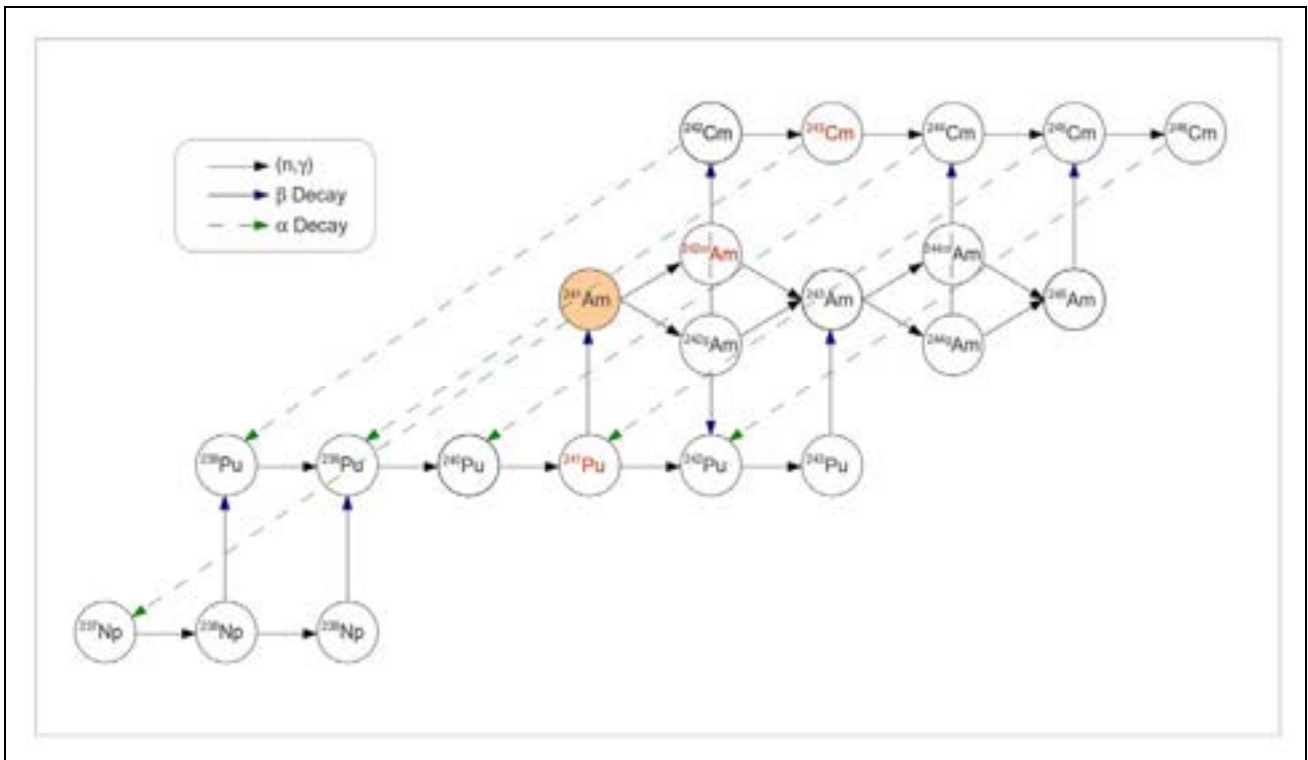 ²⁴²Cm ²⁴³Cm ²⁴⁴Cm ²⁴⁵Cm ²⁴⁶Cm
(n,γ)
β Decay
α Decay
²⁴²ᵐAm ²⁴⁴ᵐAm
²⁴¹Am ²⁴³Am ²⁴⁵Am
²⁴²ᵍAm ²⁴⁴ᵍAm
²³⁸Pu ²³⁹Pu ²⁴⁰Pu ²⁴¹Pu ²⁴²Pu ²⁴³Pu
²³⁷Np ²³⁸Np ²³⁹Np